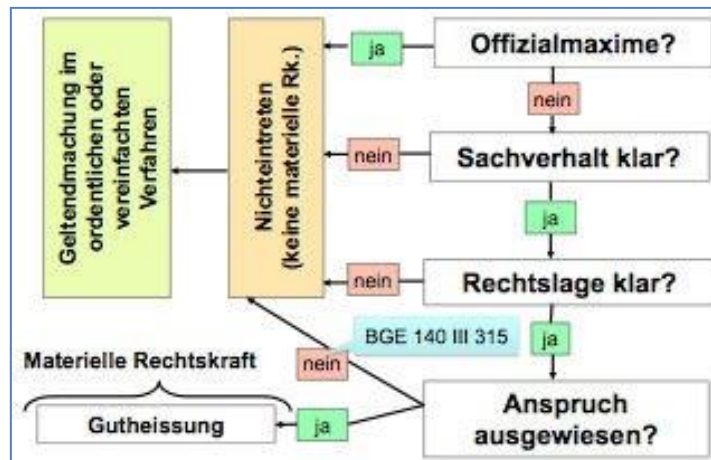 Offizialmaxime?
ja
nein
Geltendmachung im
ordentlichen oder
vereinfachten
Verfahren
Nichteintreten
(keine materielle Rk.)
nein
Sachverhalt klar?
ja
nein
Rechtslage klar?
BGE 140 III 315
ja
nein
Materielle Rechtskraft
Gutheissung
ja
Anspruch
ausgewiesen?